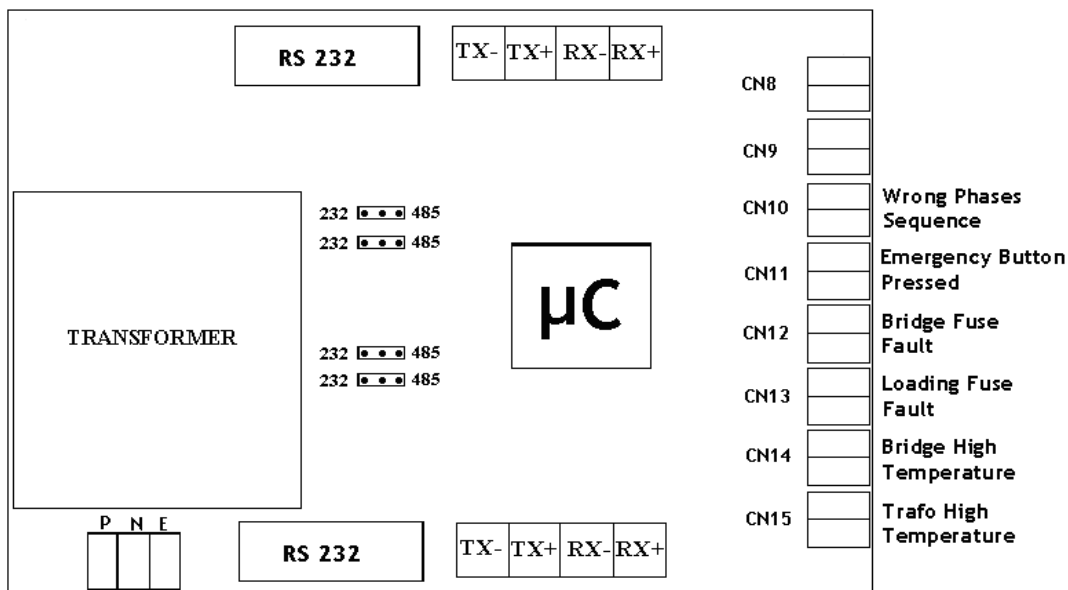 RS 232
TX- TX+ RX- RX+
CN8
CN9
CN10 Wrong Phases
Sequence
232 485
232 485
CN11 Emergency Button
Pressed
µC
TRANSFORMER
CN12 Bridge Fuse
Fault
232 485
232 485
CN13 Loading Fuse
Fault
CN14 Bridge High
Temperature
CN15 Trafo High
Temperature
P N E
RS 232
TX- TX+ RX- RX+